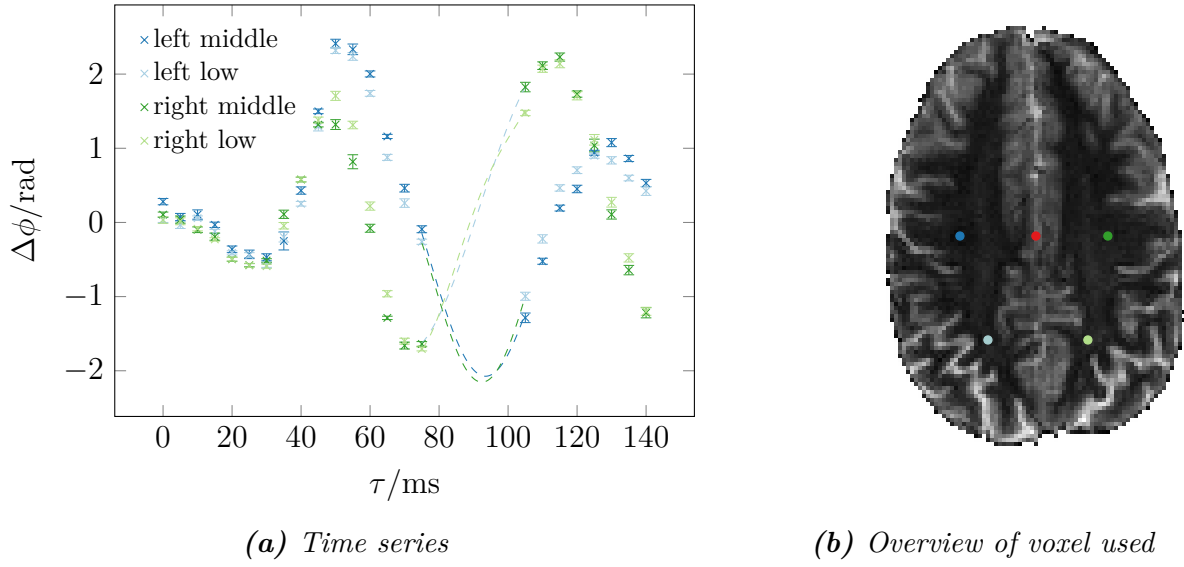 left middle
left low
right middle
right low
2
1
0
−1
−2
Δϕ/rad
0 20 40 60 80 100 120 140
τ/ms
(a) Time series
(b) Overview of voxel used